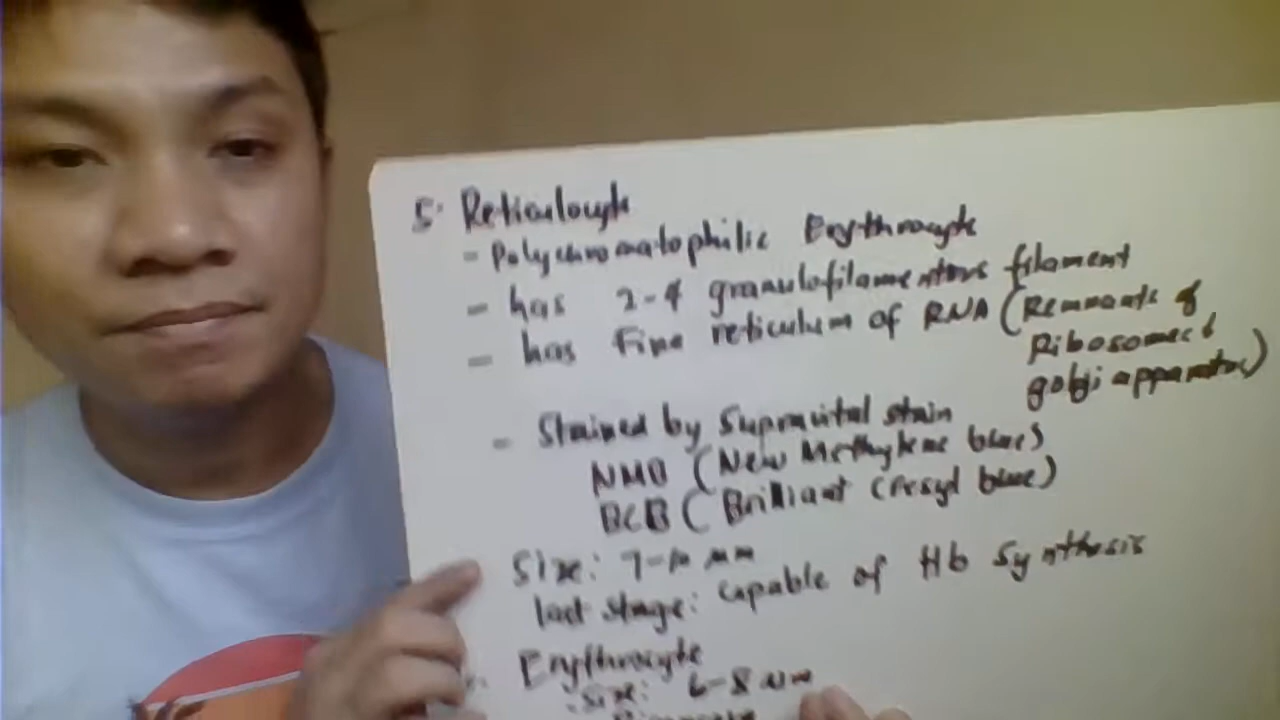 5. Reticulocyte
- Polychromatophilic Erythrocyte
- has 2-4 granulofilamentous filament
- has Fine reticulum of RNA (Remnants of
Ribosomes &
golgi apparatus)
- Stained by Supravital stain
NMB (New Methylene blue)
BCB (Brilliant Cresyl blue)
Size: 7-10 Mm
last stage: capable of Hb Synthesis
Erythrocyte
Size: 6-8 um